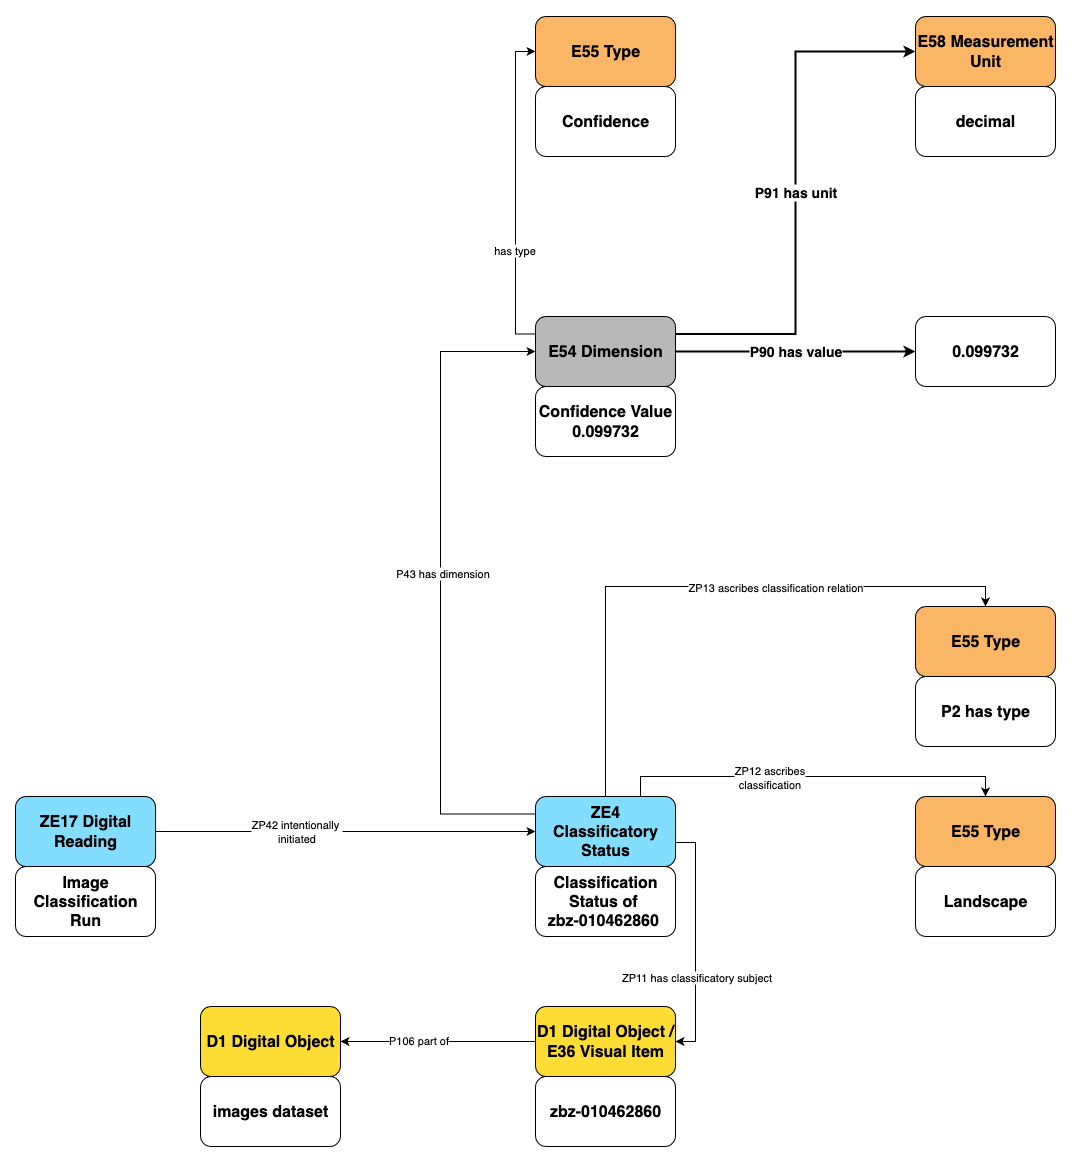 E55 Type
Confidence
E58 Measurement
Unit
decimal
P91 has unit
has type
E54 Dimension
Confidence Value
0.099732
P90 has value
0.099732
P43 has dimension
ZP13 ascribes classification relation
E55 Type
P2 has type
ZP12 ascribes
classification
E55 Type
Landscape
ZE17 Digital
Reading
Image
Classification
Run
ZP42 intentionally
initiated
ZE4
Classificatory
Status
Classification
Status of
zbz-010462860
ZP11 has classificatory subject
D1 Digital Object
images dataset
P106 part of
D1 Digital Object /
E36 Visual Item
zbz-010462860